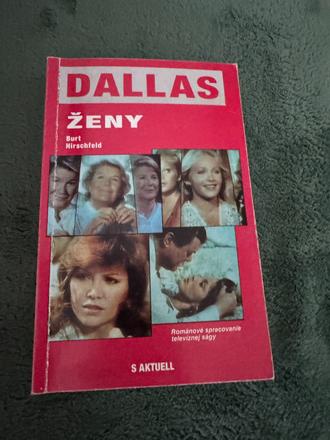 DALLAS
ŽENY
Burt
Hirschfeld
Románové spracovanie
televíznej ságy
S AKTUELL